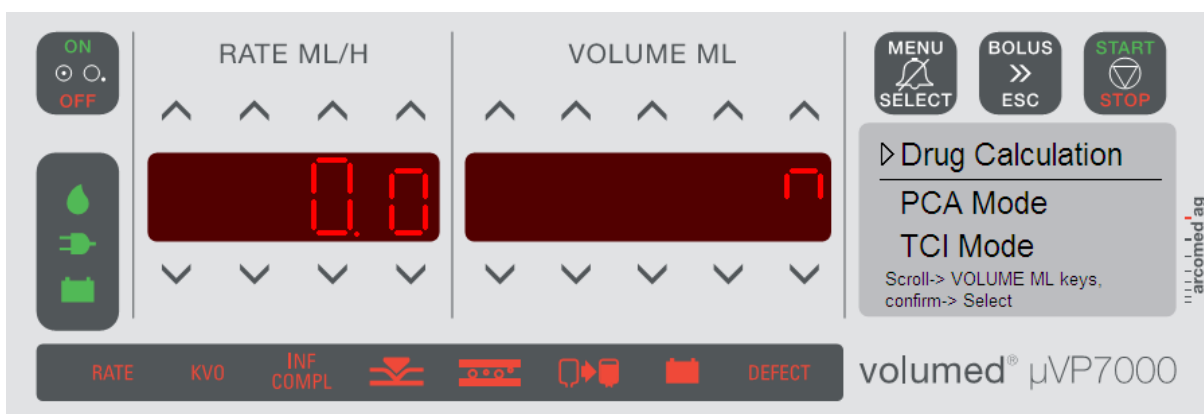 ON
OFF
RATE ML/H
VOLUME ML
MENU
SELECT
BOLUS
ESC
START
STOP
0.0
Drug Calculation
PCA Mode
TCI Mode
Scroll-> VOLUME ML keys,
confirm-> Select
arcomed ag
RATE
KVO
INF
COMPL
DEFECT
volumed® µVP7000